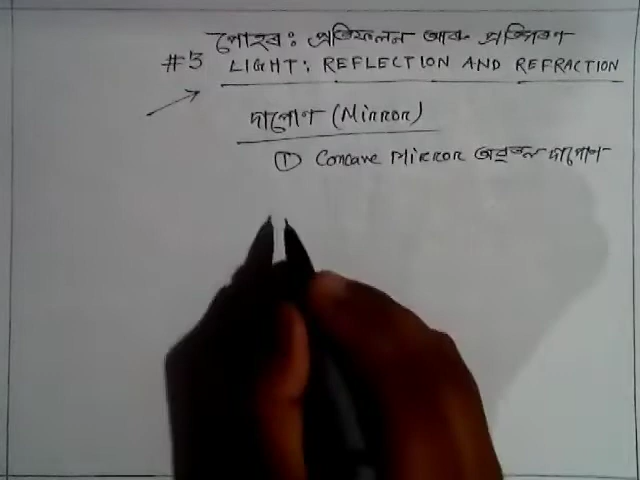 পোহৰ: প্ৰতিফলন আৰু প্ৰতিসৰণ
#5 LIGHT: REFLECTION AND REFRACTION
দাপোণ (MIRROR)
① Concave MIRROR অৱতল দাপোণ